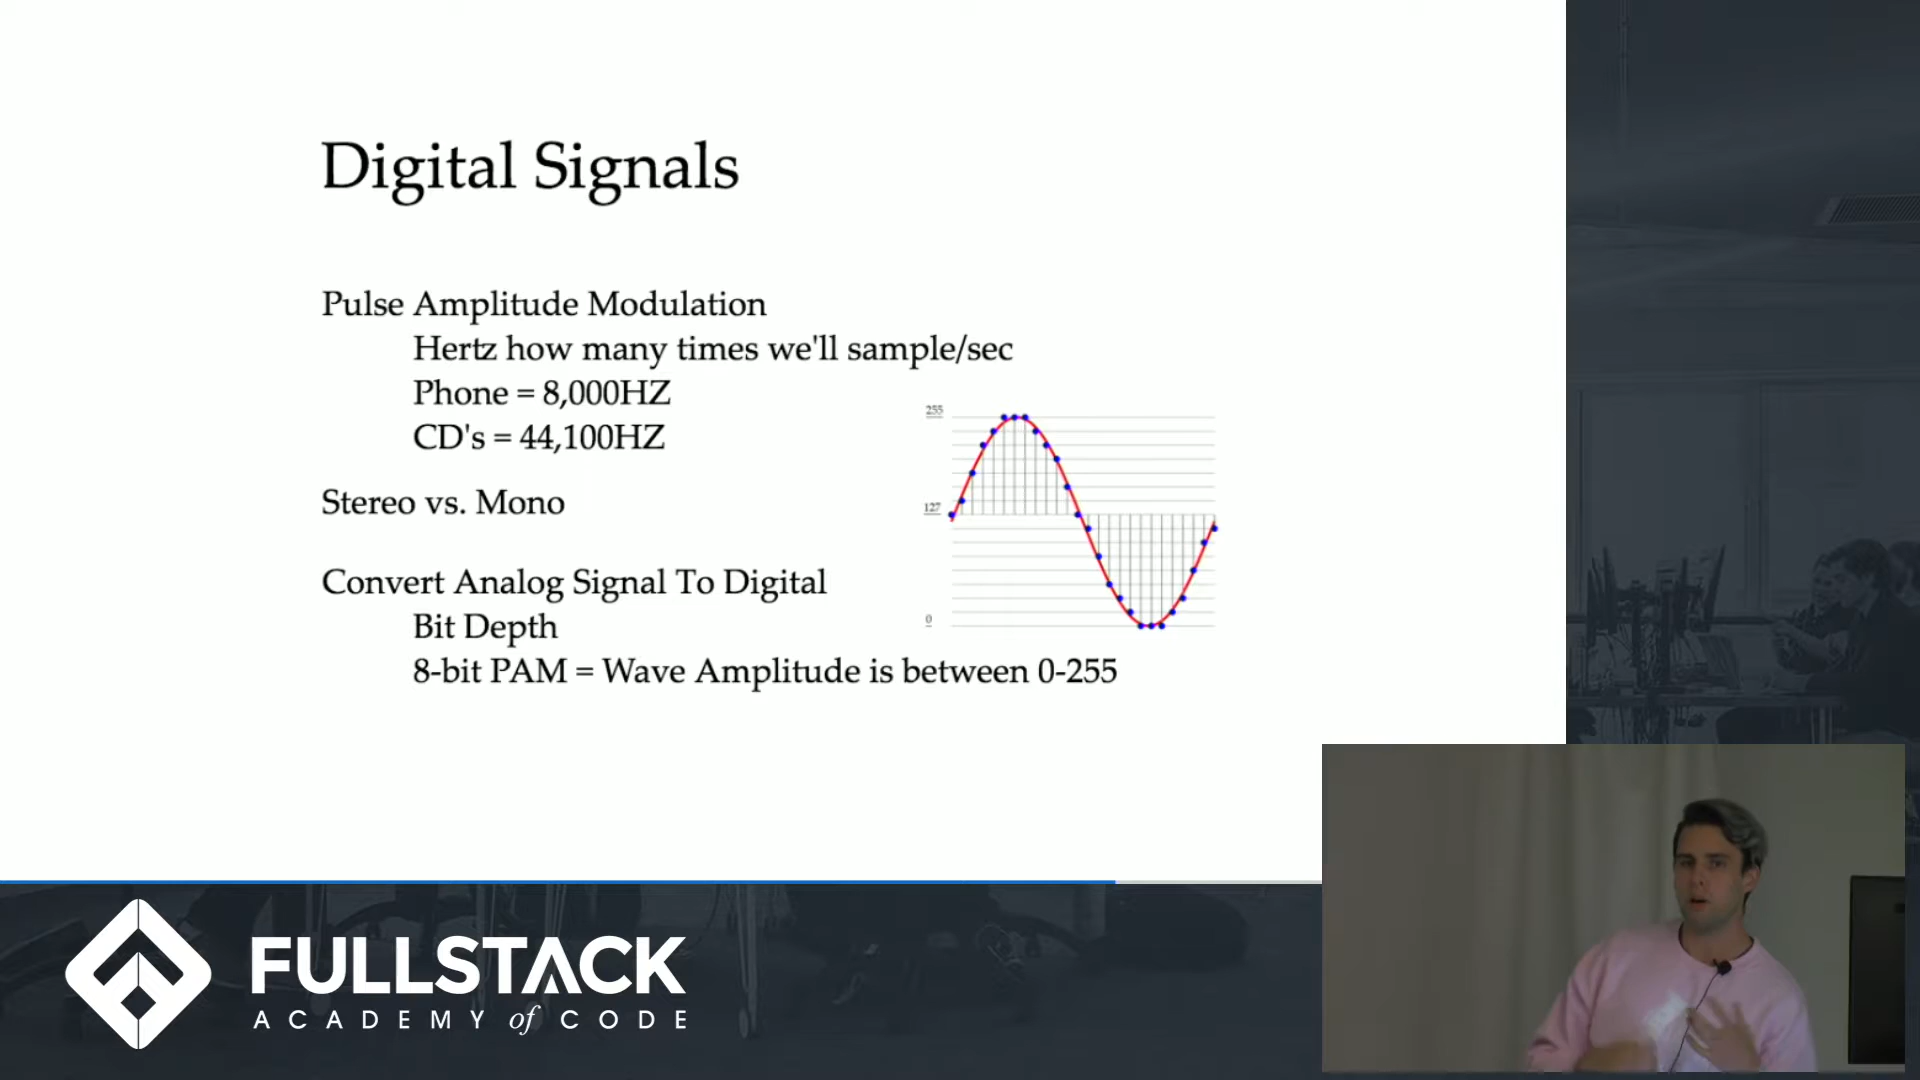 Digital Signals
Pulse Amplitude Modulation
Hertz how many times we'll sample/sec
Phone = 8,000HZ
CD's = 44,100HZ
Stereo vs. Mono
Convert Analog Signal To Digital
Bit Depth
8-bit PAM = Wave Amplitude is between 0-255
255
127
0
FULLSTACK
ACADEMY of CODE